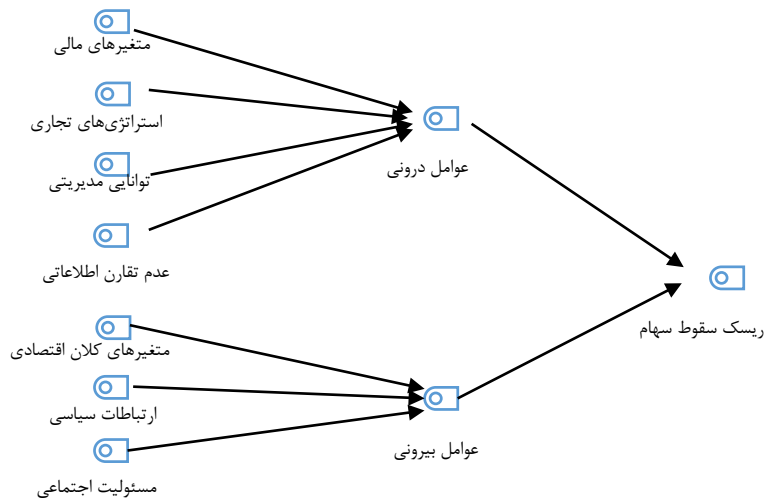 متغیرهای مالی
استراتژی‌های تجاری
توانایی مدیریتی
عدم تقارن اطلاعاتی
عوامل درونی
ریسک سقوط سهام
متغیرهای کلان اقتصادی
ارتباطات سیاسی
مسئولیت اجتماعی
عوامل بیرونی